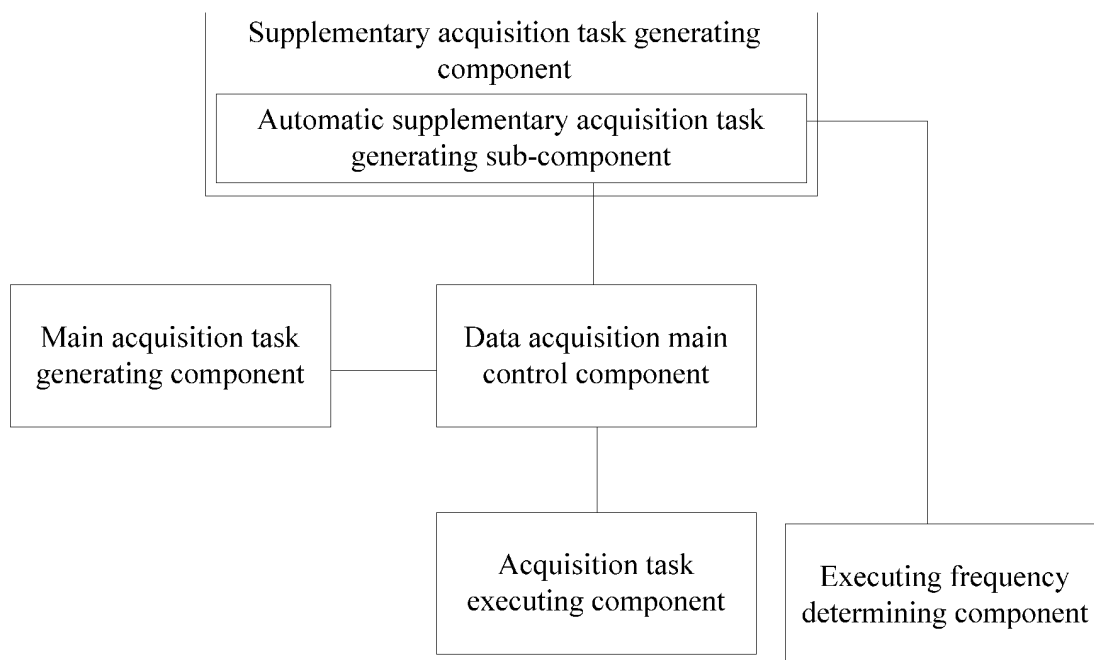 Supplementary acquisition task generating
component
Automatic supplementary acquisition task
generating sub-component
Main acquisition task
generating component
Data acquisition main
control component
Acquisition task
executing component
Executing frequency
determining component